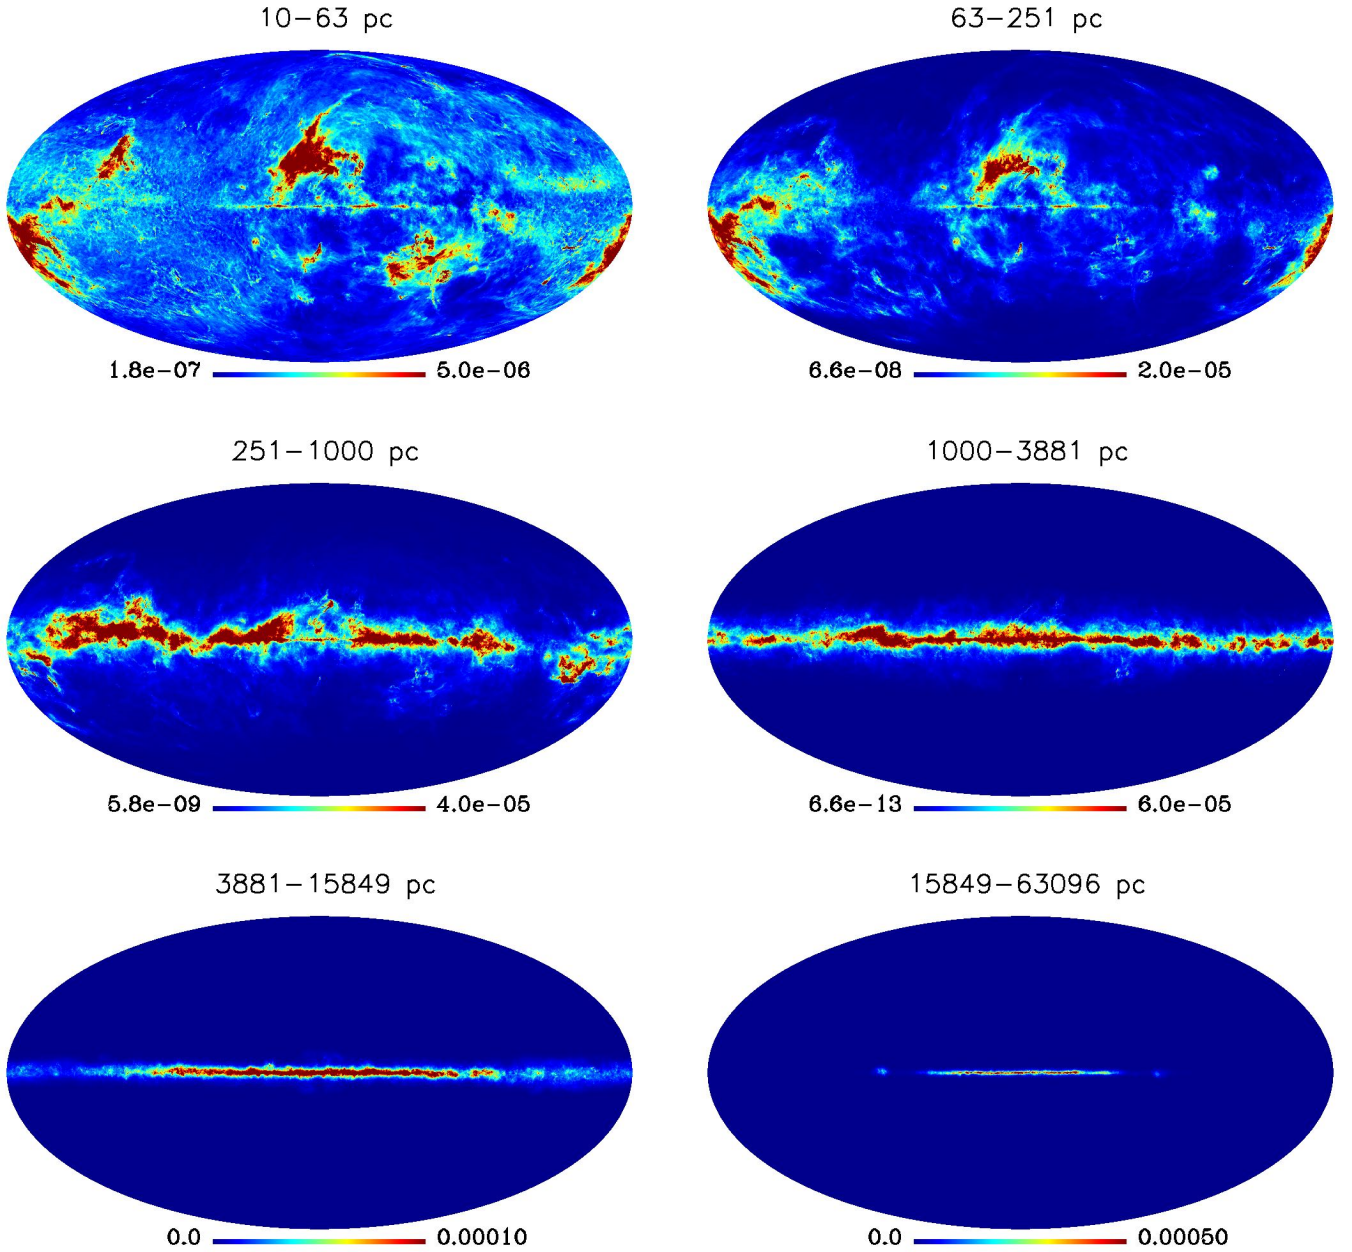 10−63 pc
63−251 pc
1.8e−07 5.0e−06
6.6e−08 2.0e−05
251−1000 pc
1000−3881 pc
5.8e−09 4.0e−05
6.6e−13 6.0e−05
3881−15849 pc
15849−63096 pc
0.0 0.00010
0.0 0.00050